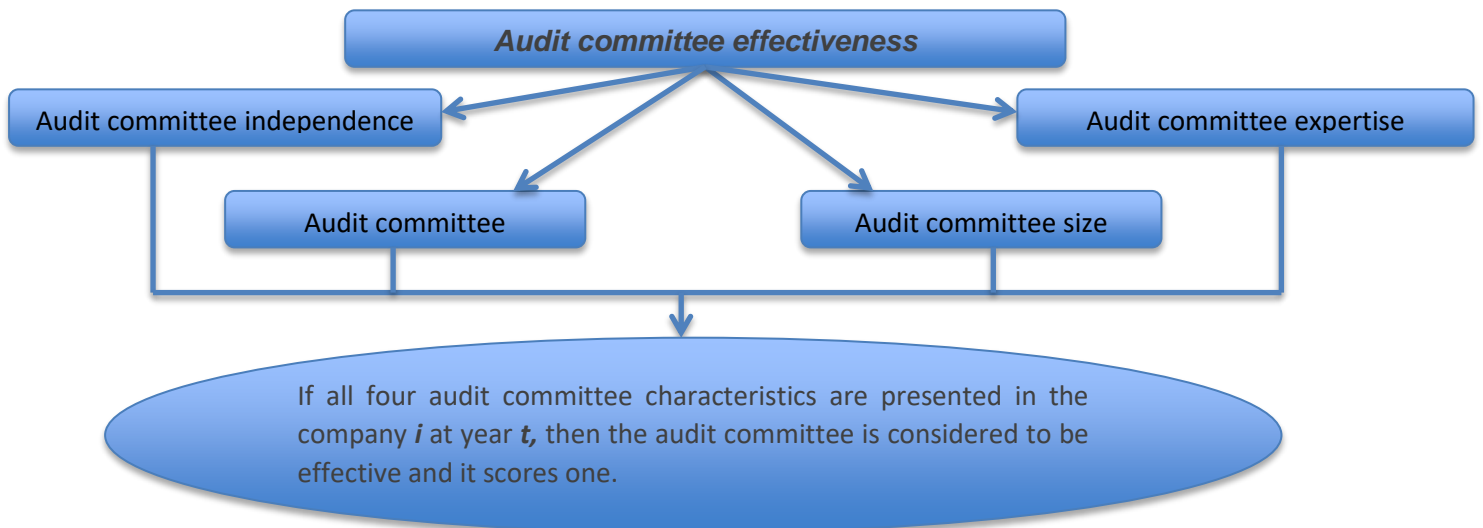 Audit committee effectiveness
Audit committee independence
Audit committee expertise
Audit committee
Audit committee size
If all four audit committee characteristics are presented in the
company i at year t, then the audit committee is considered to be
effective and it scores one.